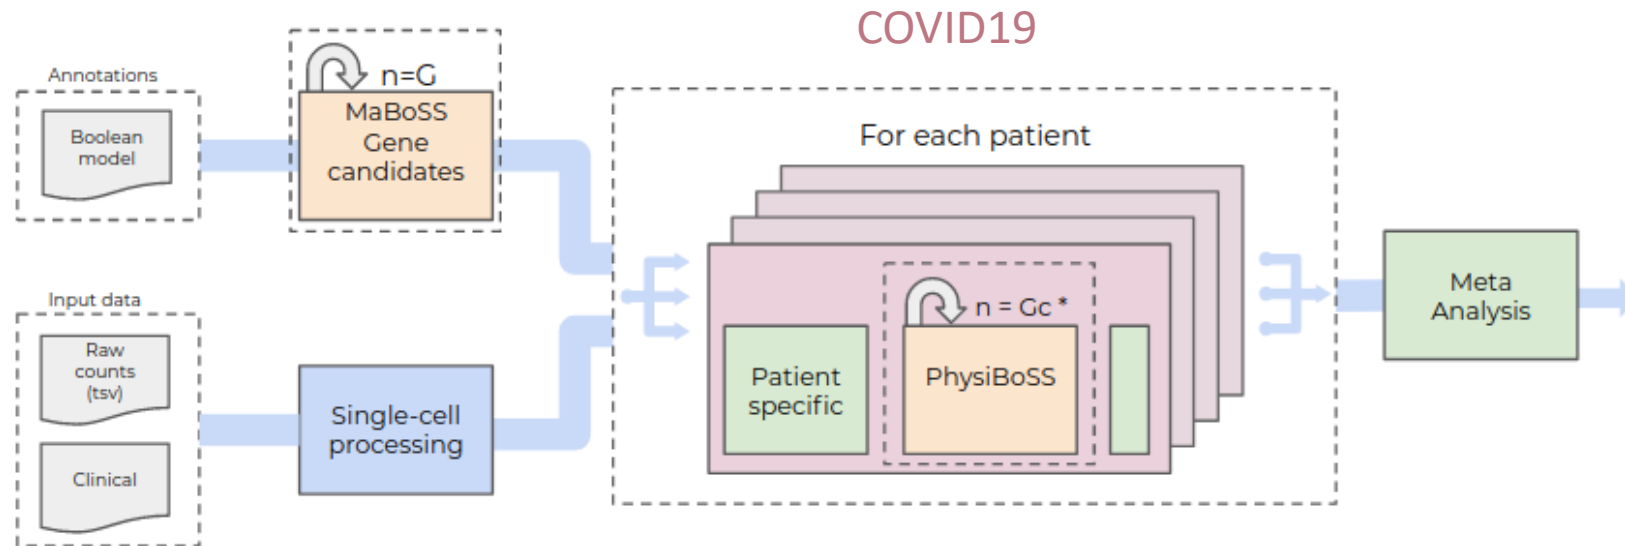 COVID19
Annotations
Boolean
model
n=G
MaBoSS
Gene
candidates
Input data
Raw
counts
(tsv)
Clinical
Single-cell
processing
For each patient
Patient
specific
n = Gc *
PhysiBoSS
Meta
Analysis